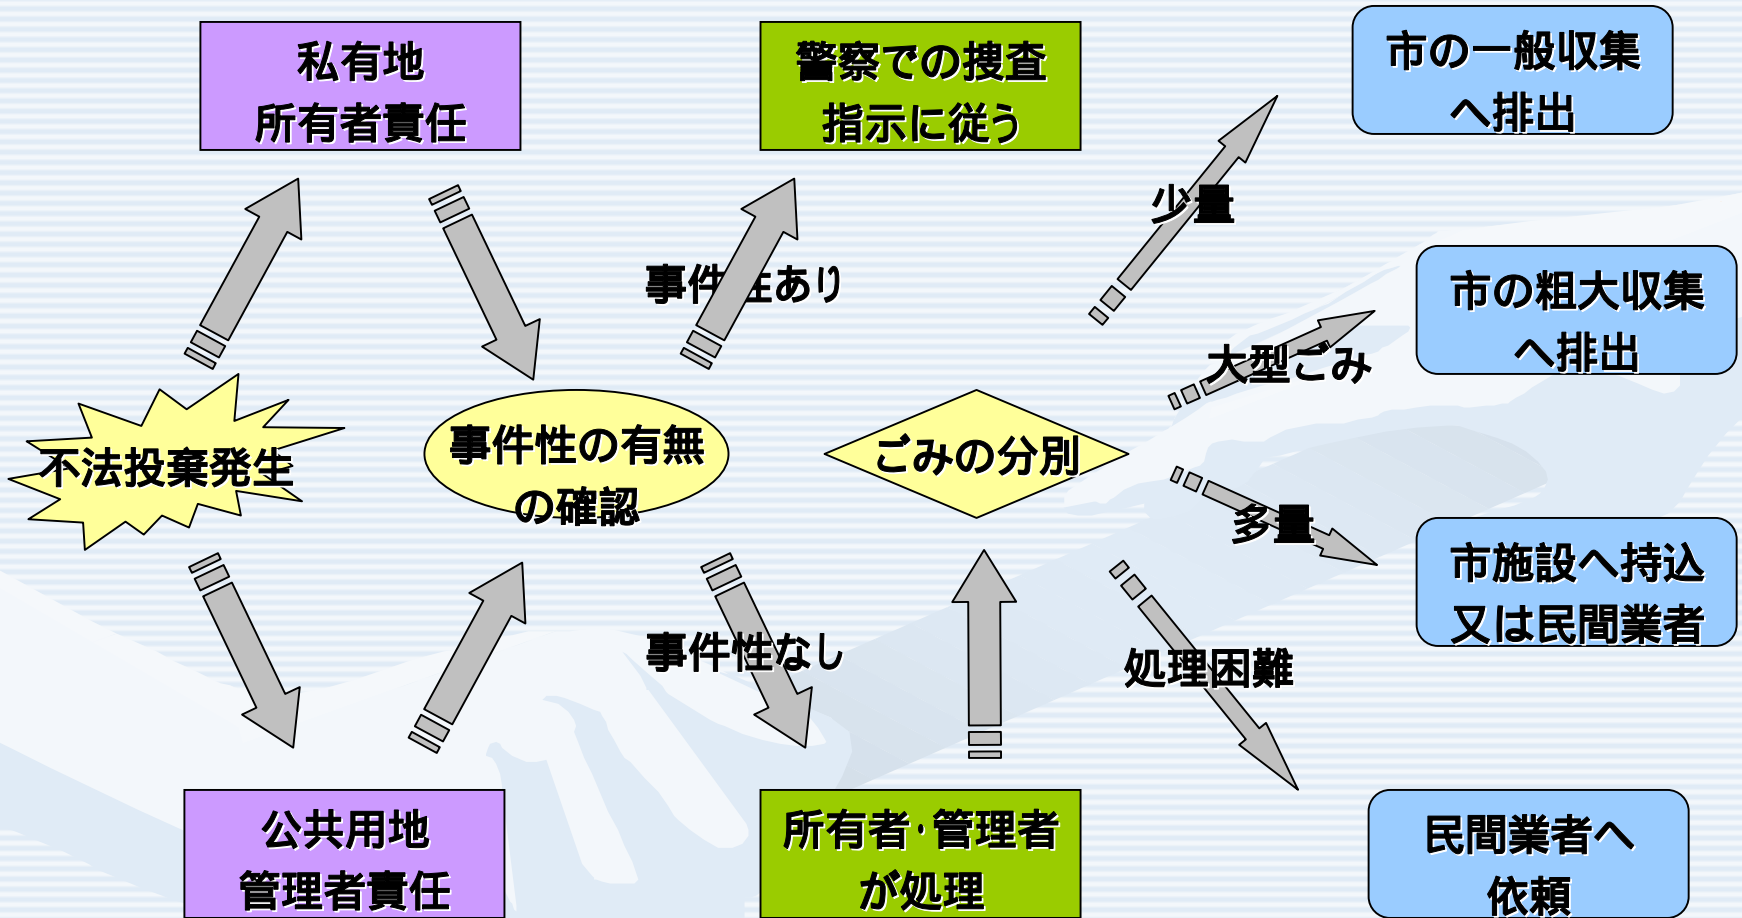 私有地
所有者責任
警察での捜査
指示に従う
市の一般収集
へ排出
少量
事件性あり
市の粗大収集
へ排出
大型ごみ
不法投棄発生
事件性の有無
の確認
ごみの分別
多量
市施設へ持込
又は民間業者
事件性なし
処理困難
公共用地
管理者責任
所有者・管理者
が処理
民間業者へ
依頼